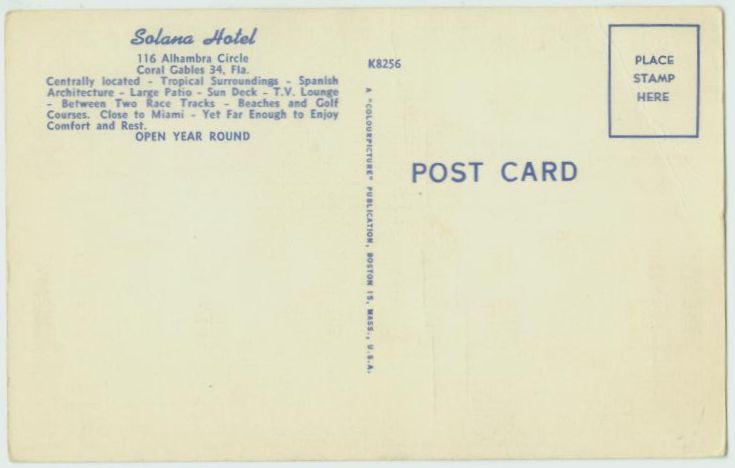 Solana Hotel
116 Alhambra Circle
Coral Gables 34, Fla.
Centrally located - Tropical Surroundings - Spanish
Architecture - Large Patio - Sun Deck - T.V. Lounge
- Between Two Race Tracks - Beaches and Golf
Courses. Close to Miami - Yet Far Enough to Enjoy
Comfort and Rest.
OPEN YEAR ROUND
K8256
A "COLOURPICTURE" PUBLICATION, BOSTON 15, MASS., U.S.A.
POST CARD
PLACE
STAMP
HERE